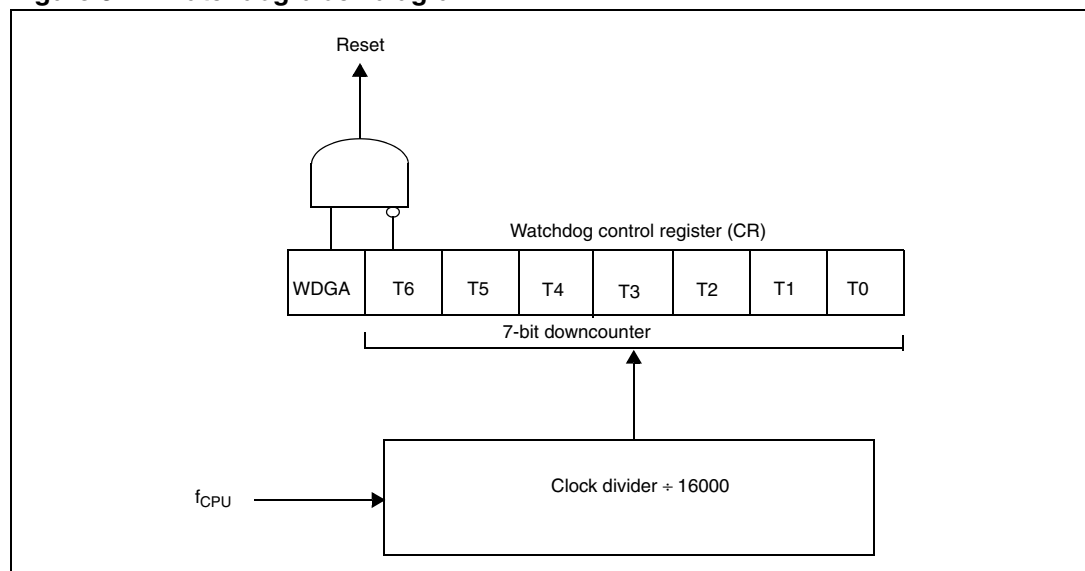 Reset
Watchdog control register (CR)
WDGA T6 T5 T4 T3 T2 T1 T0
7-bit downcounter
fCPU
Clock divider ÷ 16000